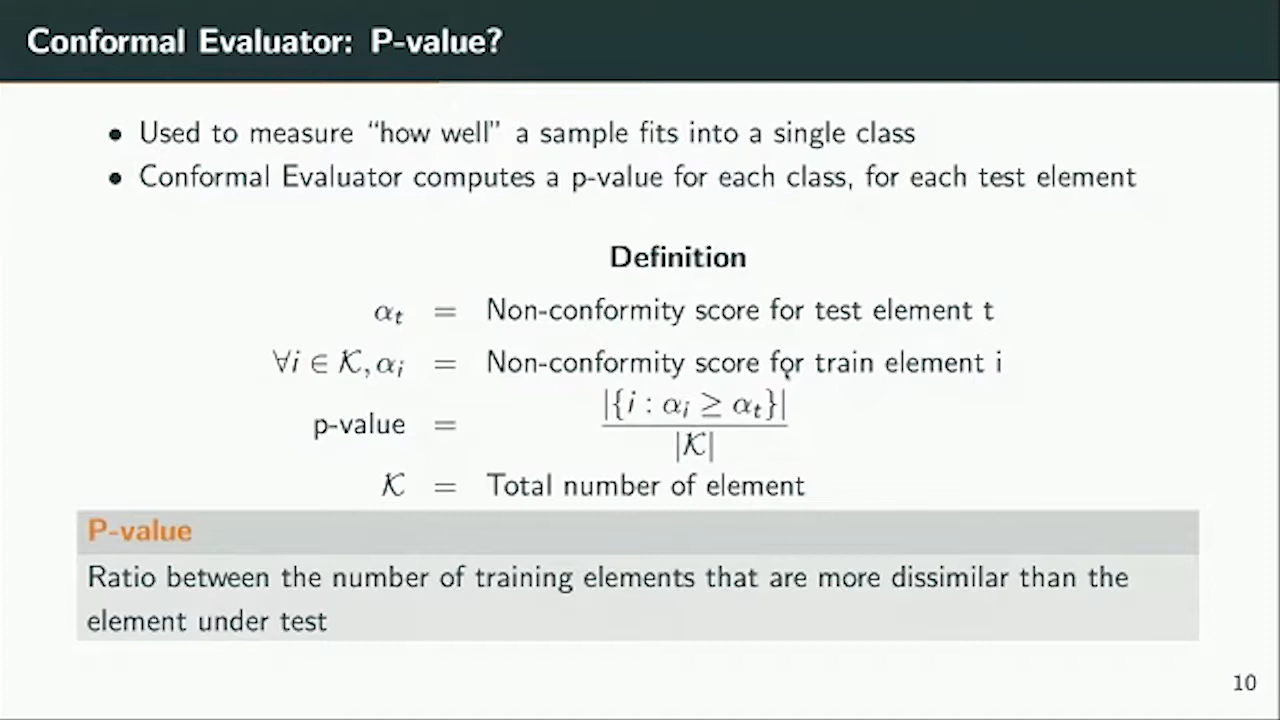 Conformal Evaluator: P-value?
• Used to measure “how well” a sample fits into a single class
• Conformal Evaluator computes a p-value for each class, for each test element
Definition
αt = Non-conformity score for test element t
∀i ∈ 𝒦, αi = Non-conformity score for train element i
p-value = |{i : αi ≥ αt}| / |𝒦|
𝒦 = Total number of element
P-value
Ratio between the number of training elements that are more dissimilar than the
element under test
10